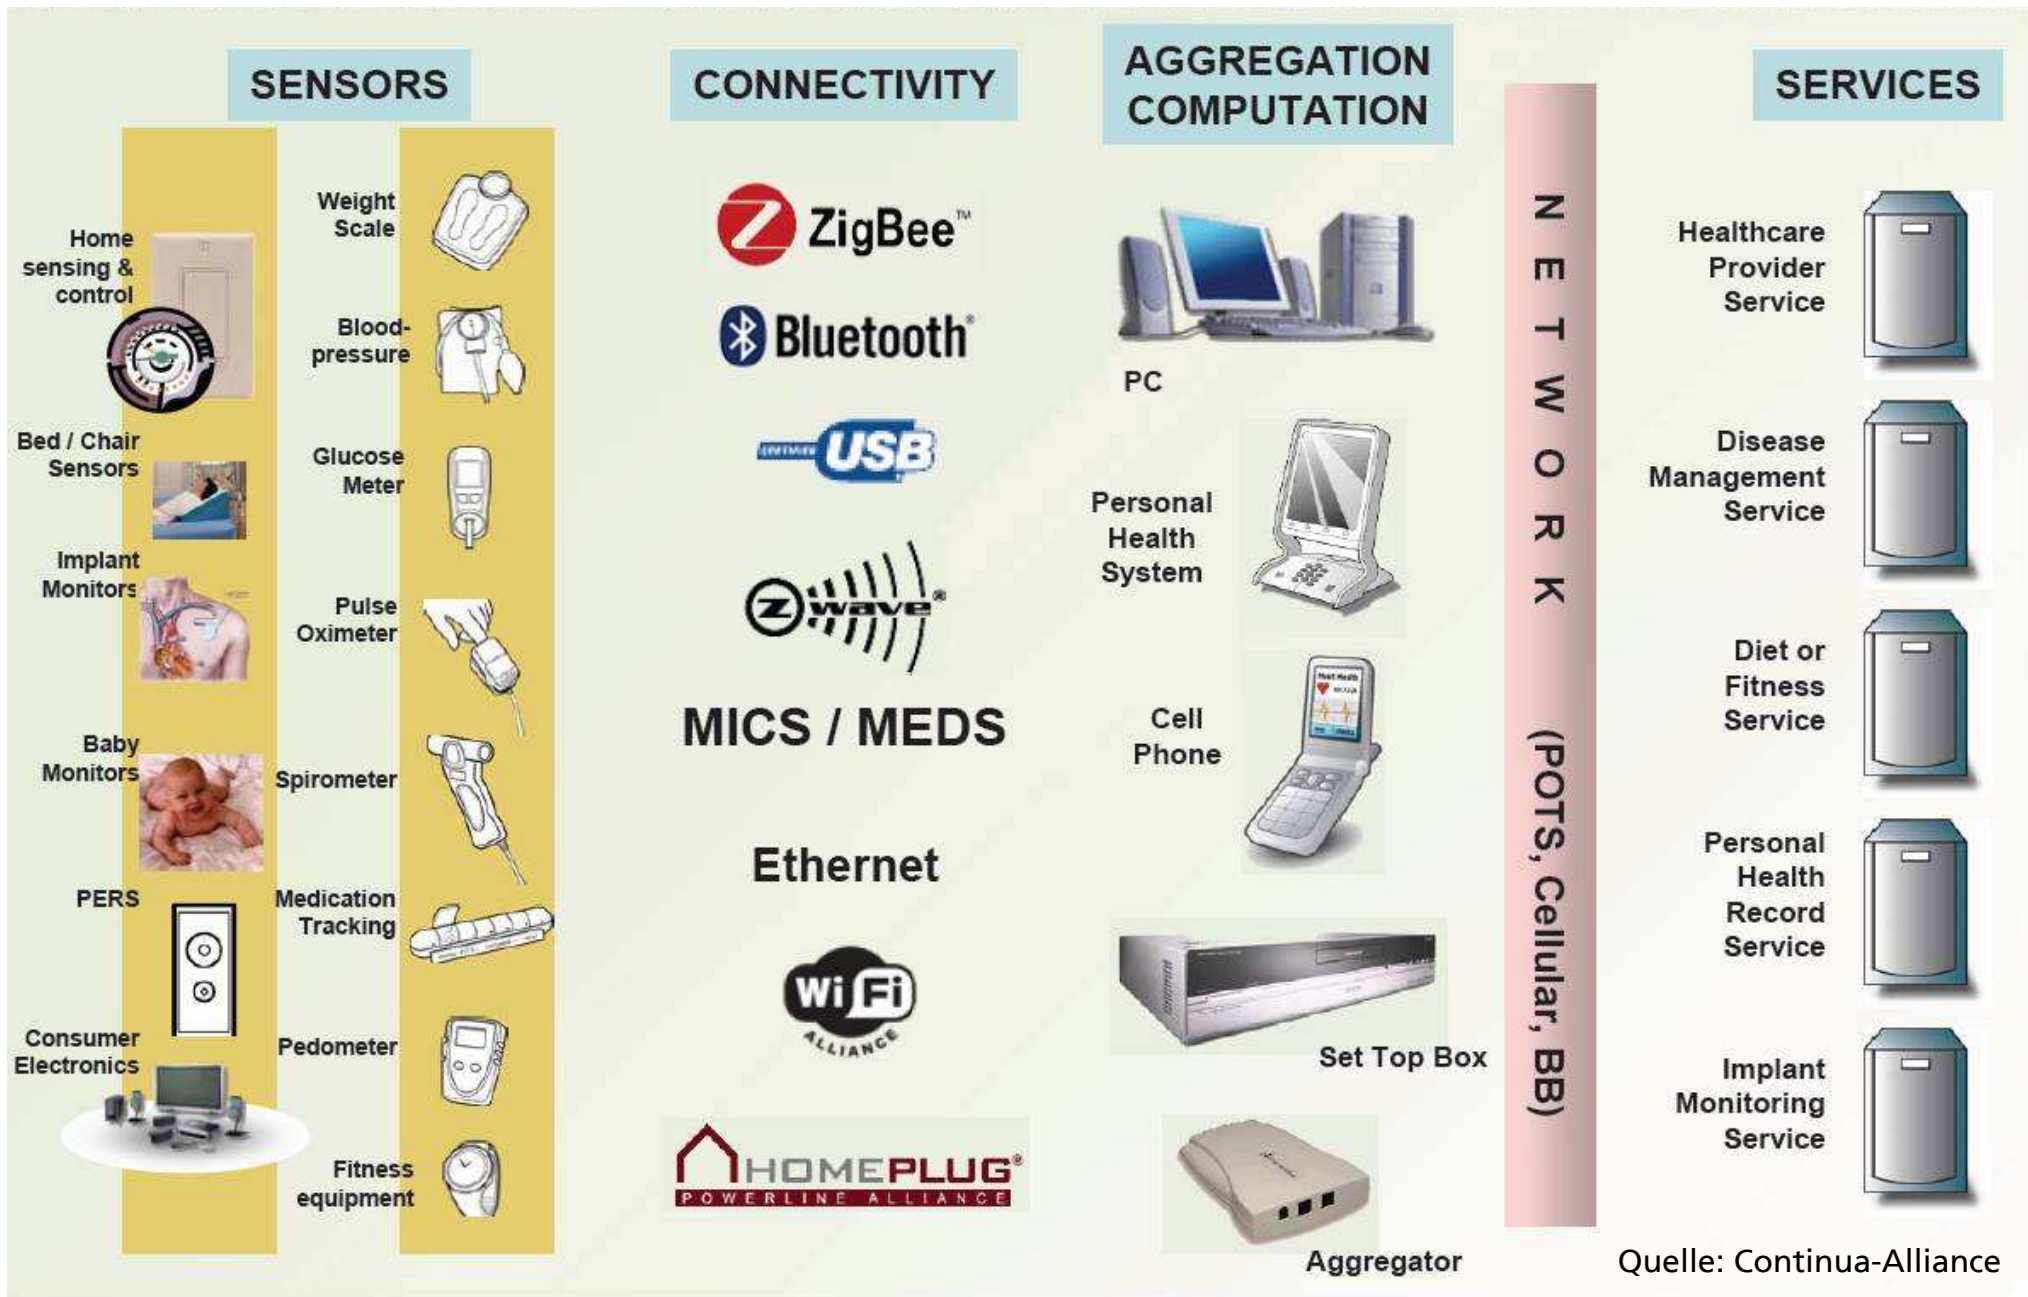 SENSORS
Home
sensing &
control
Bed / Chair
Sensors
Implant
Monitors
Baby
Monitors
PERS
Consumer
Electronics
Weight
Scale
Blood-
pressure
Glucose
Meter
Pulse
Oximeter
Spirometer
Medication
Tracking
Pedometer
Fitness
equipment
CONNECTIVITY
ZigBee™
Bluetooth®
USB
Z wave®
MICS / MEDS
Ethernet
Wi Fi
ALLIANCE
HOMEPLUG®
POWERLINE ALLIANCE
AGGREGATION
COMPUTATION
PC
Personal
Health
System
Cell
Phone
Set Top Box
Aggregator
NETWORK (POTS, Cellular, BB)
SERVICES
Healthcare
Provider
Service
Disease
Management
Service
Diet or
Fitness
Service
Personal
Health
Record
Service
Implant
Monitoring
Service
Quelle: Continua-Alliance